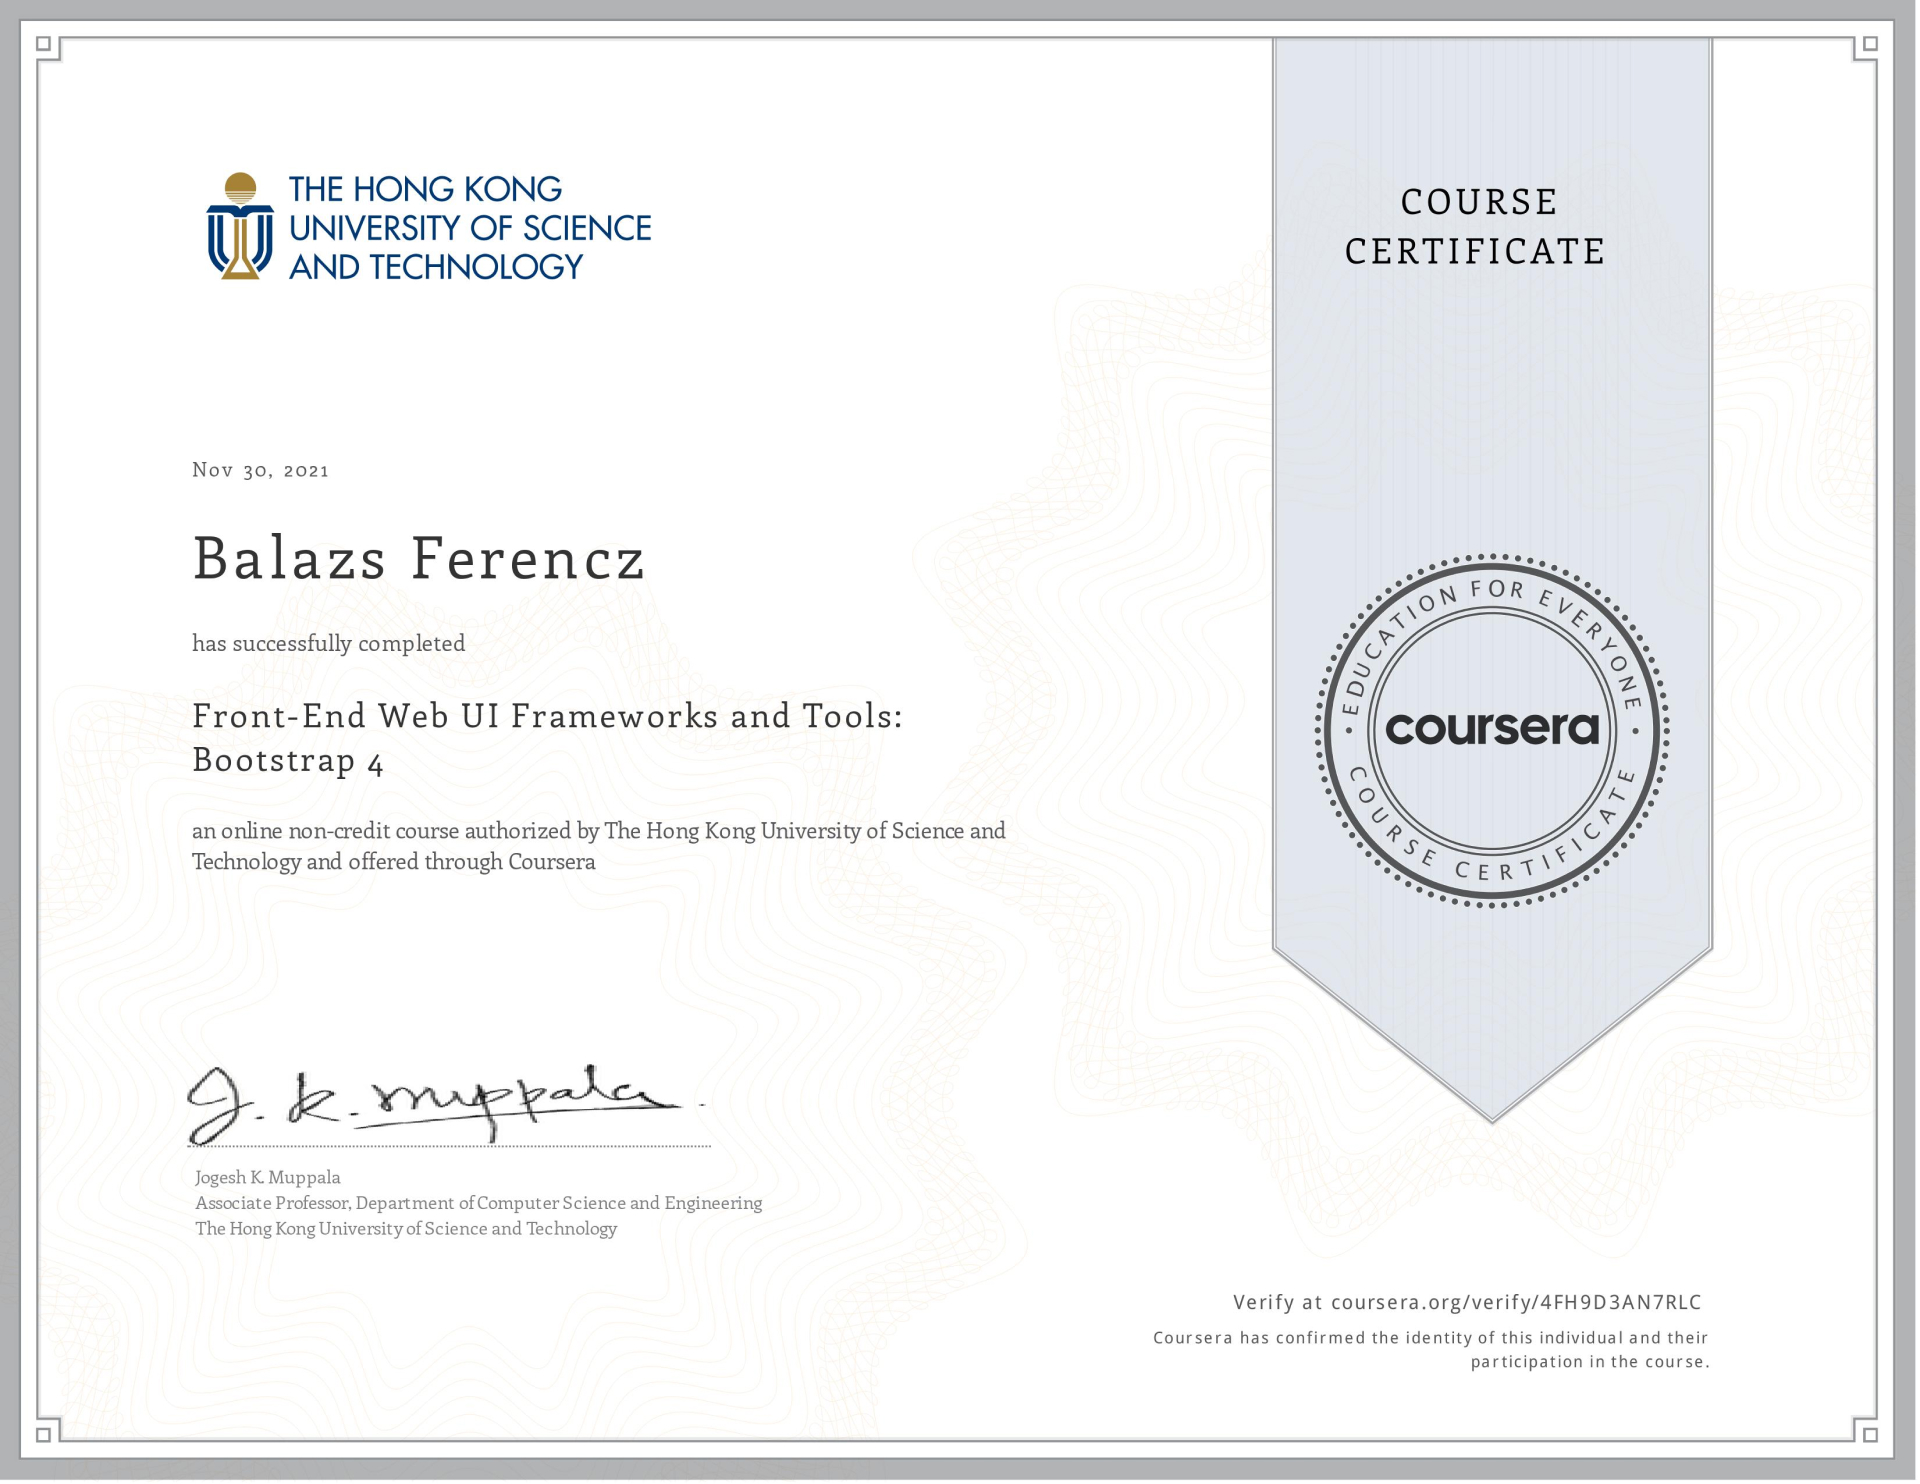 THE HONG KONG
UNIVERSITY OF SCIENCE
AND TECHNOLOGY
COURSE
CERTIFICATE
Nov 30, 2021
Balazs Ferencz
has successfully completed
Front-End Web UI Frameworks and Tools:
Bootstrap 4
an online non-credit course authorized by The Hong Kong University of Science and
Technology and offered through Coursera
EDUCATION FOR EVERYONE
coursera
COURSE CERTIFICATE
J. K. Muppala
Jogesh K. Muppala
Associate Professor, Department of Computer Science and Engineering
The Hong Kong University of Science and Technology
Verify at coursera.org/verify/4FH9D3AN7RLC
Coursera has confirmed the identity of this individual and their
participation in the course.